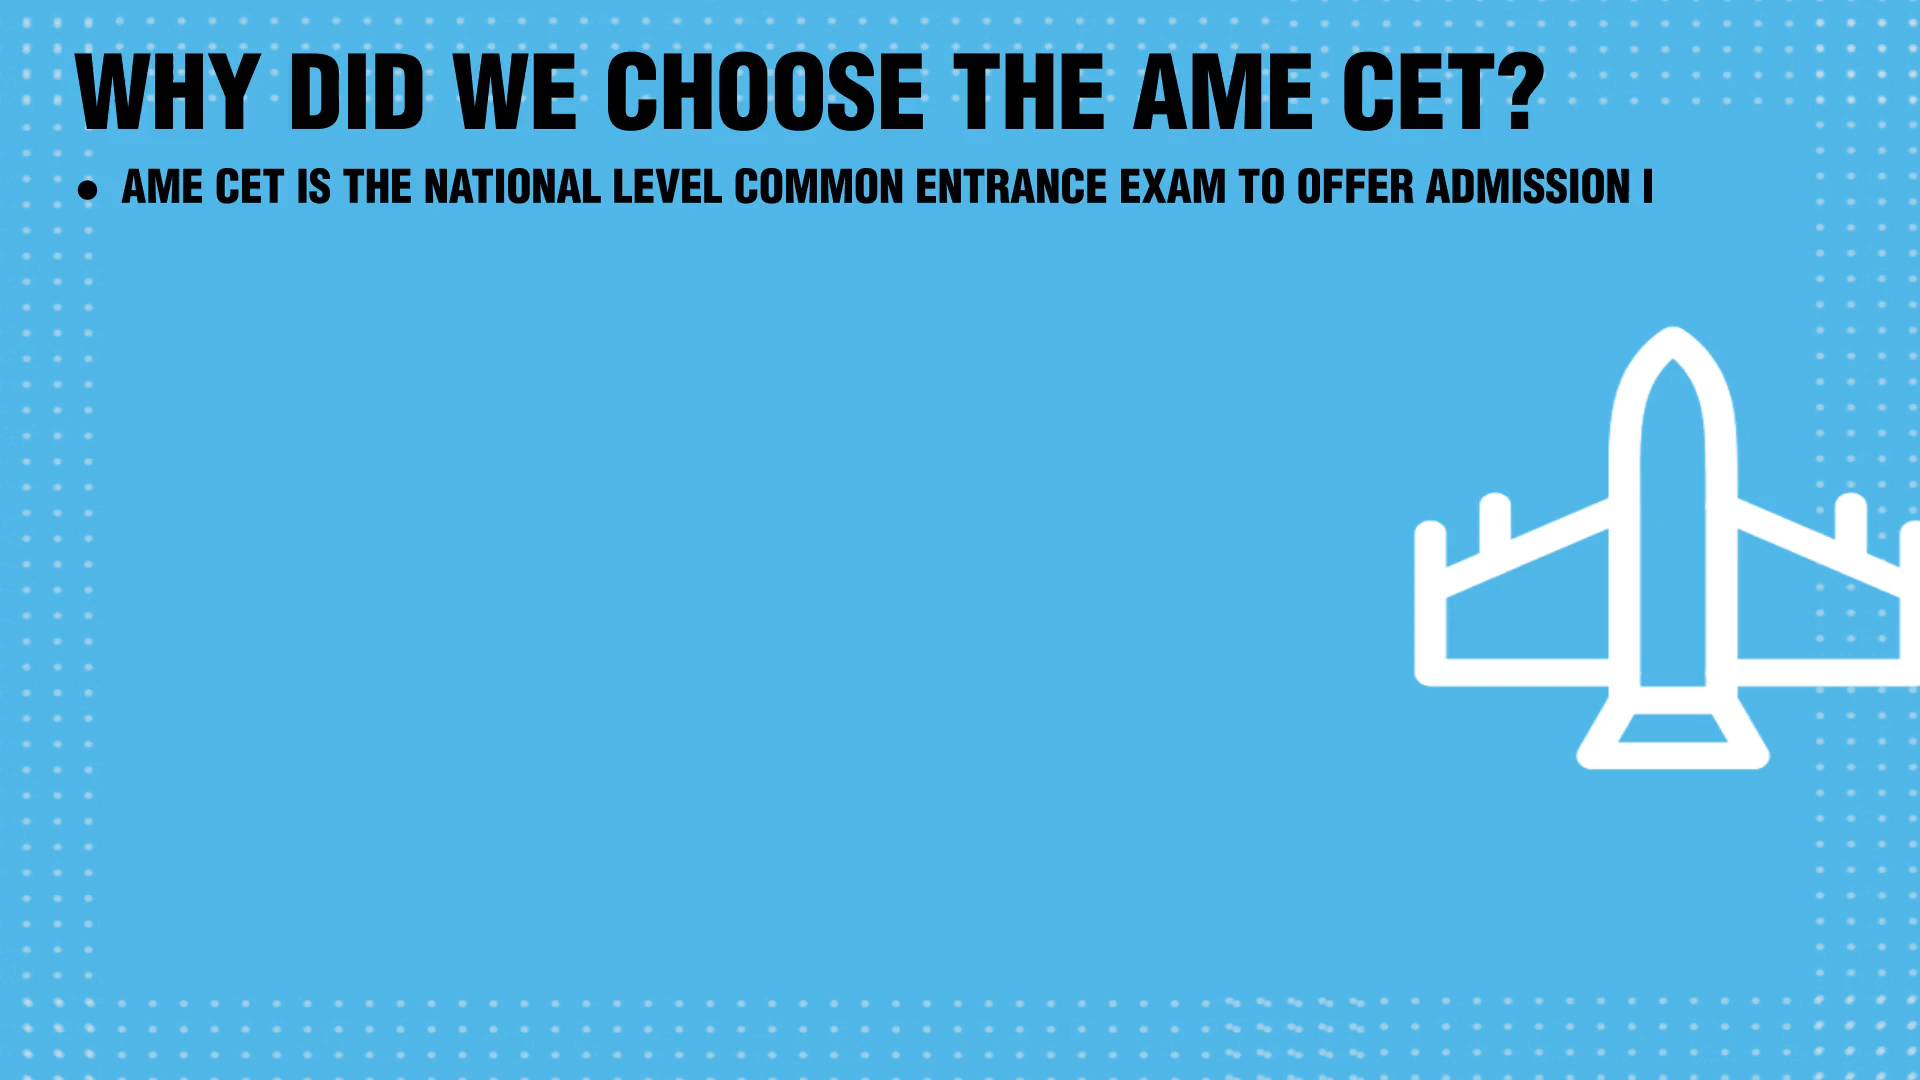 WHY DID WE CHOOSE THE AME CET?
● AME CET IS THE NATIONAL LEVEL COMMON ENTRANCE EXAM TO OFFER ADMISSION I